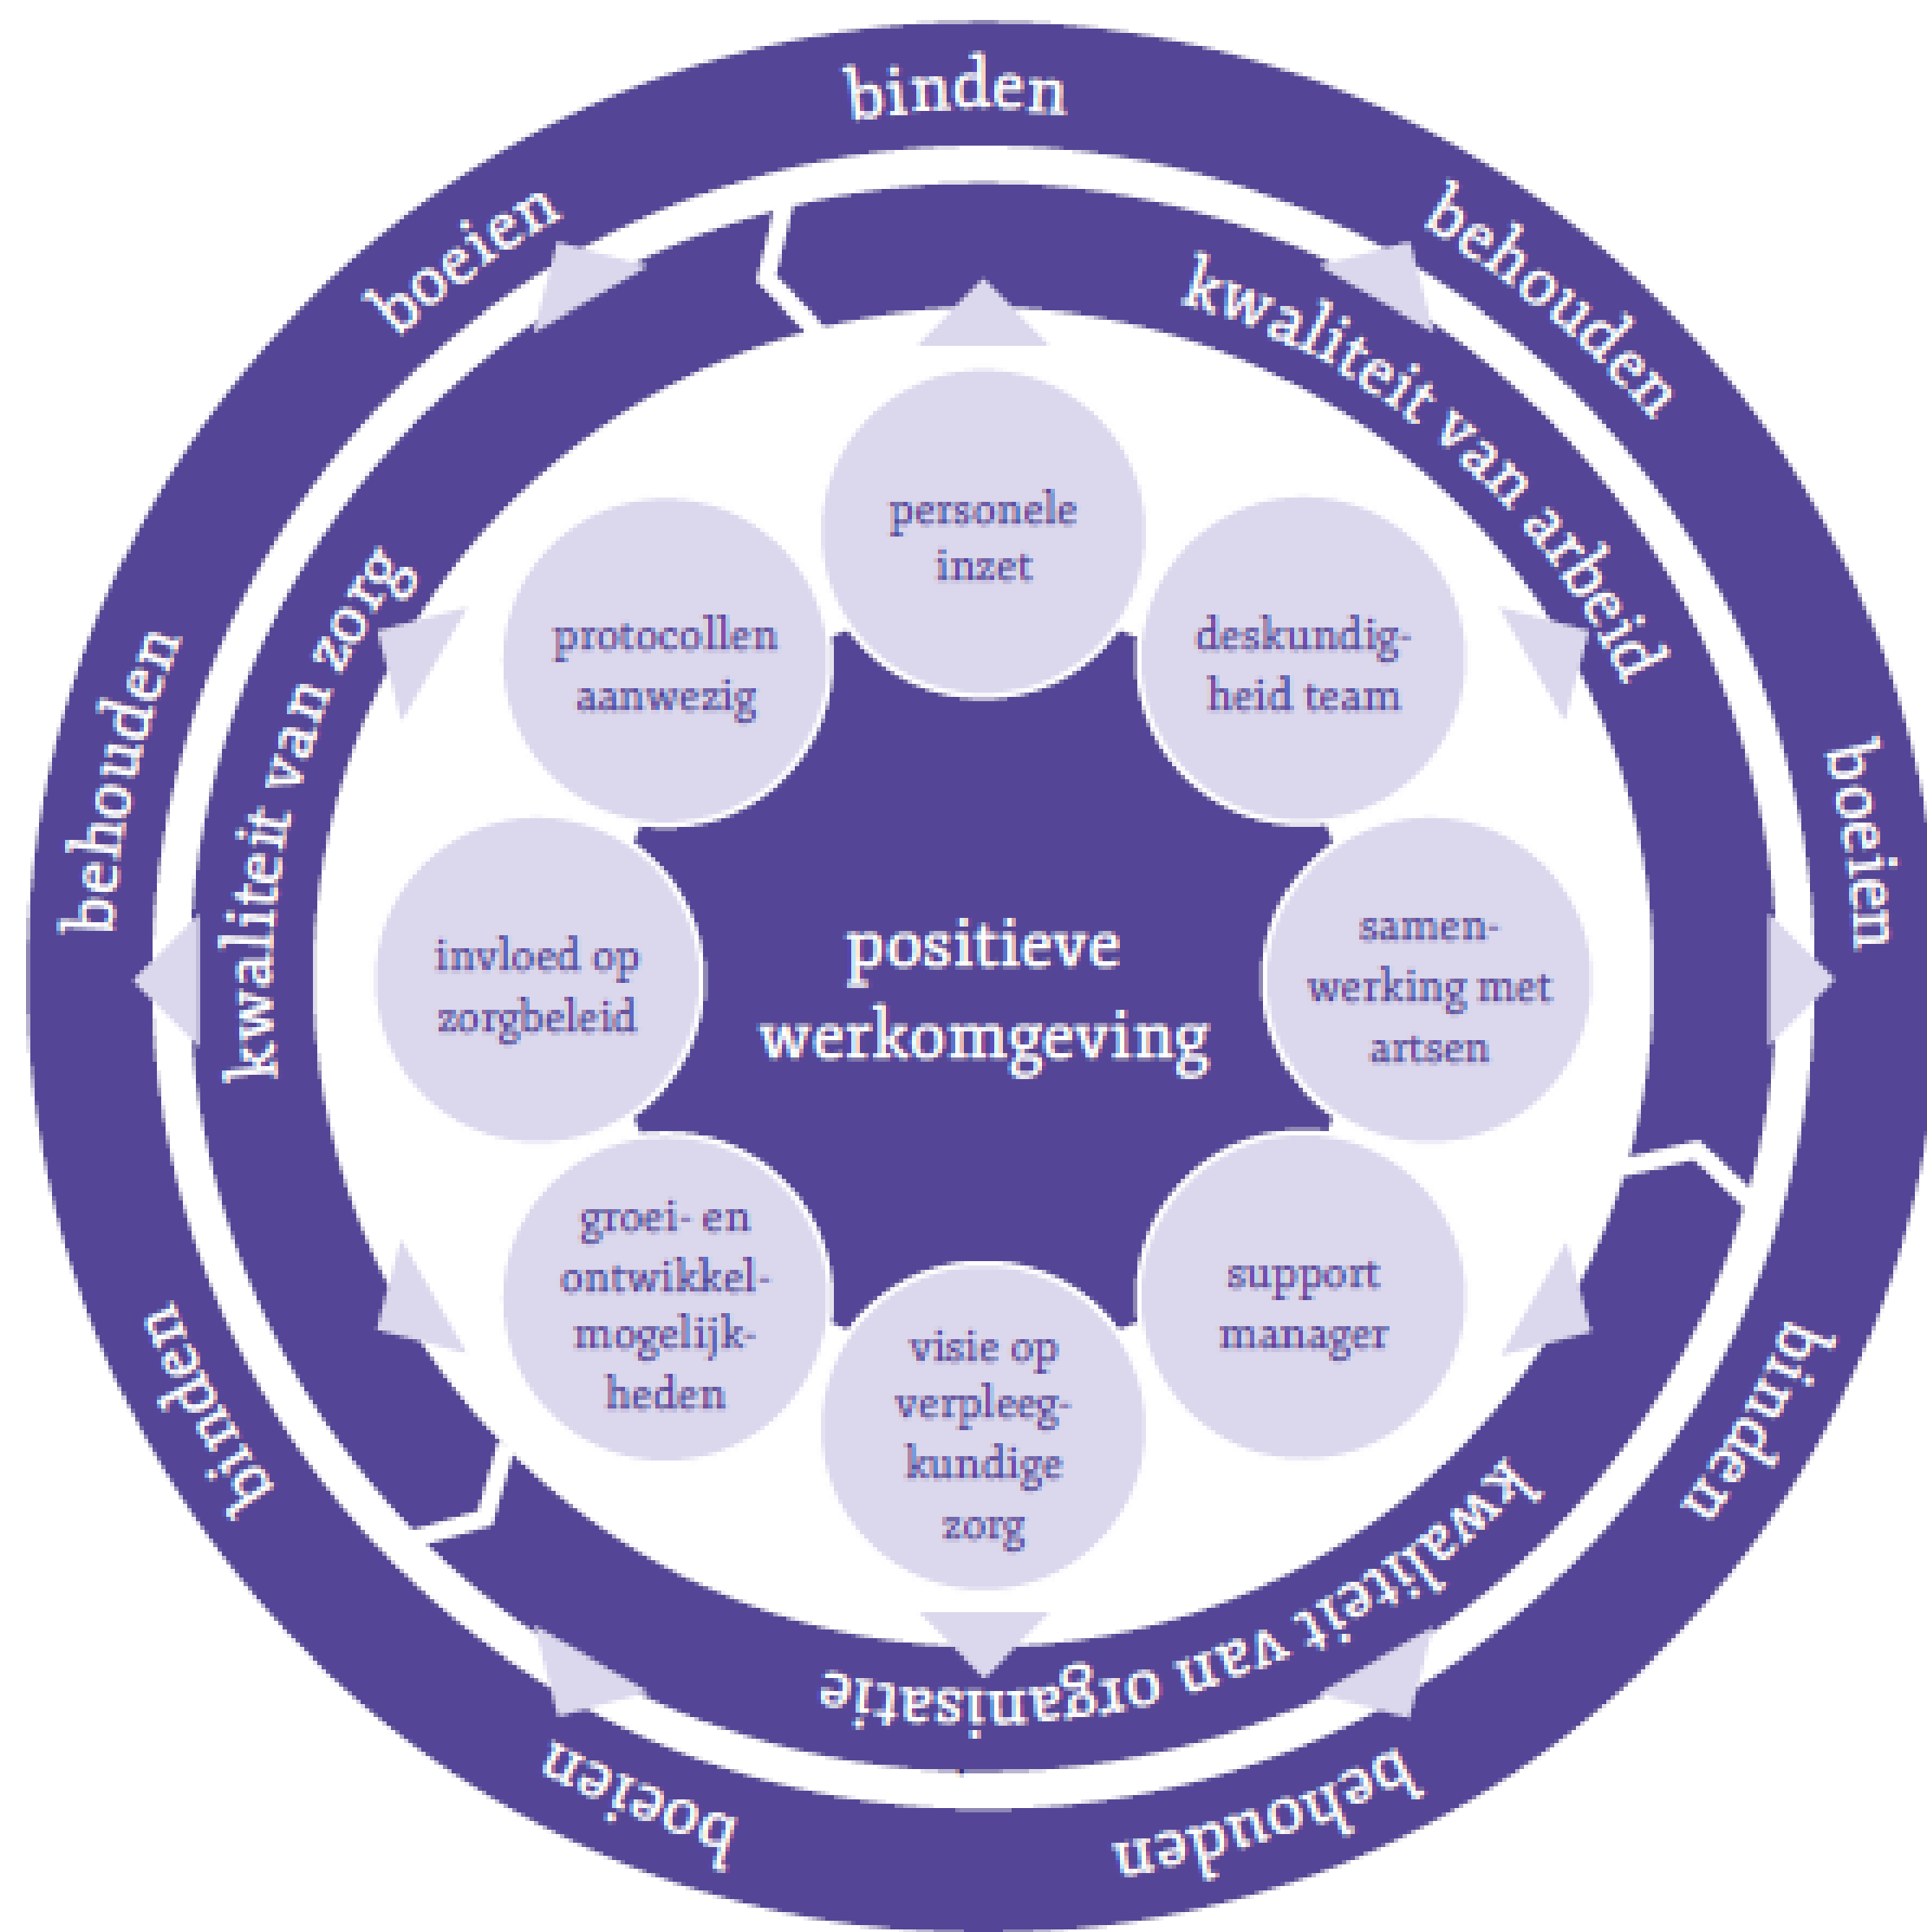 binden
behouden
boeien
binden
behouden
boeien
binden
behouden
boeien
kwaliteit van arbeid
kwaliteit van organisatie
kwaliteit van zorg
personele
inzet
deskundig-
heid team
samen-
werking met
artsen
support
manager
visie op
verpleeg-
kundige
zorg
groei- en
ontwikkel-
mogelijk-
heden
invloed op
zorgbeleid
protocollen
aanwezig
positieve
werkomgeving